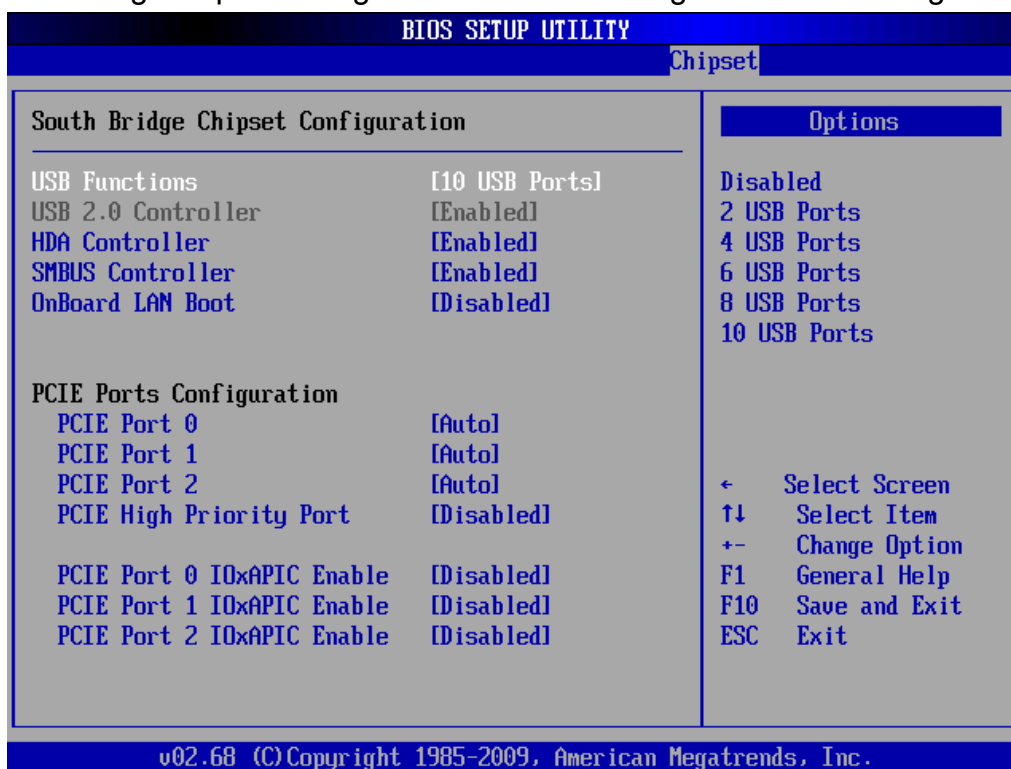 BIOS SETUP UTILITY
Chipset
South Bridge Chipset Configuration
USB Functions [10 USB Ports]
USB 2.0 Controller [Enabled]
HDA Controller [Enabled]
SMBUS Controller [Enabled]
OnBoard LAN Boot [Disabled]
PCIE Ports Configuration
PCIE Port 0 [Auto]
PCIE Port 1 [Auto]
PCIE Port 2 [Auto]
PCIE High Priority Port [Disabled]
PCIE Port 0 IOxAPIC Enable [Disabled]
PCIE Port 1 IOxAPIC Enable [Disabled]
PCIE Port 2 IOxAPIC Enable [Disabled]
Options
Disabled
2 USB Ports
4 USB Ports
6 USB Ports
8 USB Ports
10 USB Ports
← Select Screen
↑↓ Select Item
+- Change Option
F1 General Help
F10 Save and Exit
ESC Exit
v02.68 (C)Copyright 1985-2009, American Megatrends, Inc.